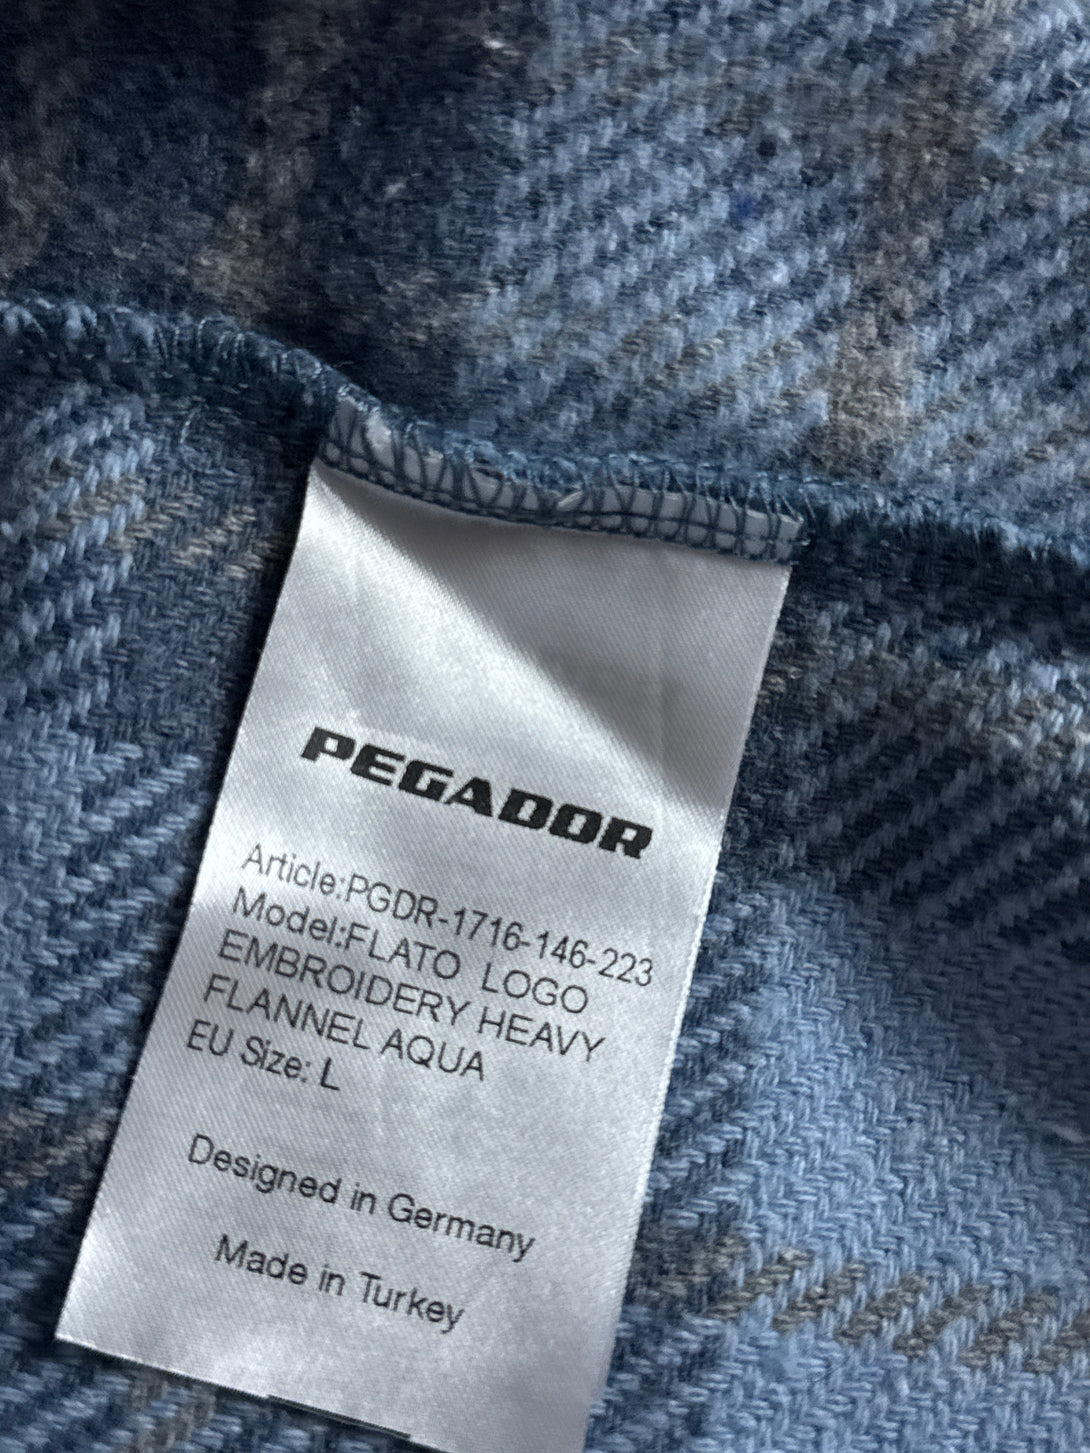 PEGADOR
Article:PGDR-1716-146-223
Model:FLATO LOGO
EMBROIDERY HEAVY
FLANNEL AQUA
EU Size: L
Designed in Germany
Made in Turkey